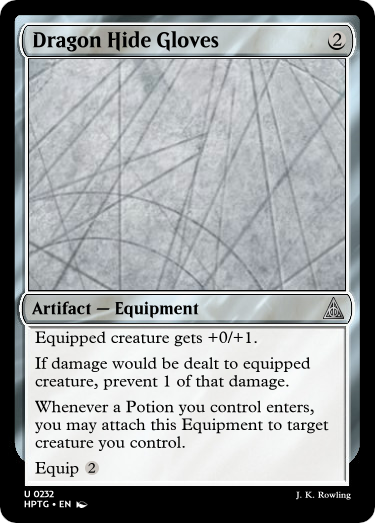 Dragon Hide Gloves 2
Artifact — Equipment
Equipped creature gets +0/+1.
If damage would be dealt to equipped
creature, prevent 1 of that damage.
Whenever a Potion you control enters,
you may attach this Equipment to target
creature you control.
Equip 2
U 0232
HPTG • EN J. K. Rowling